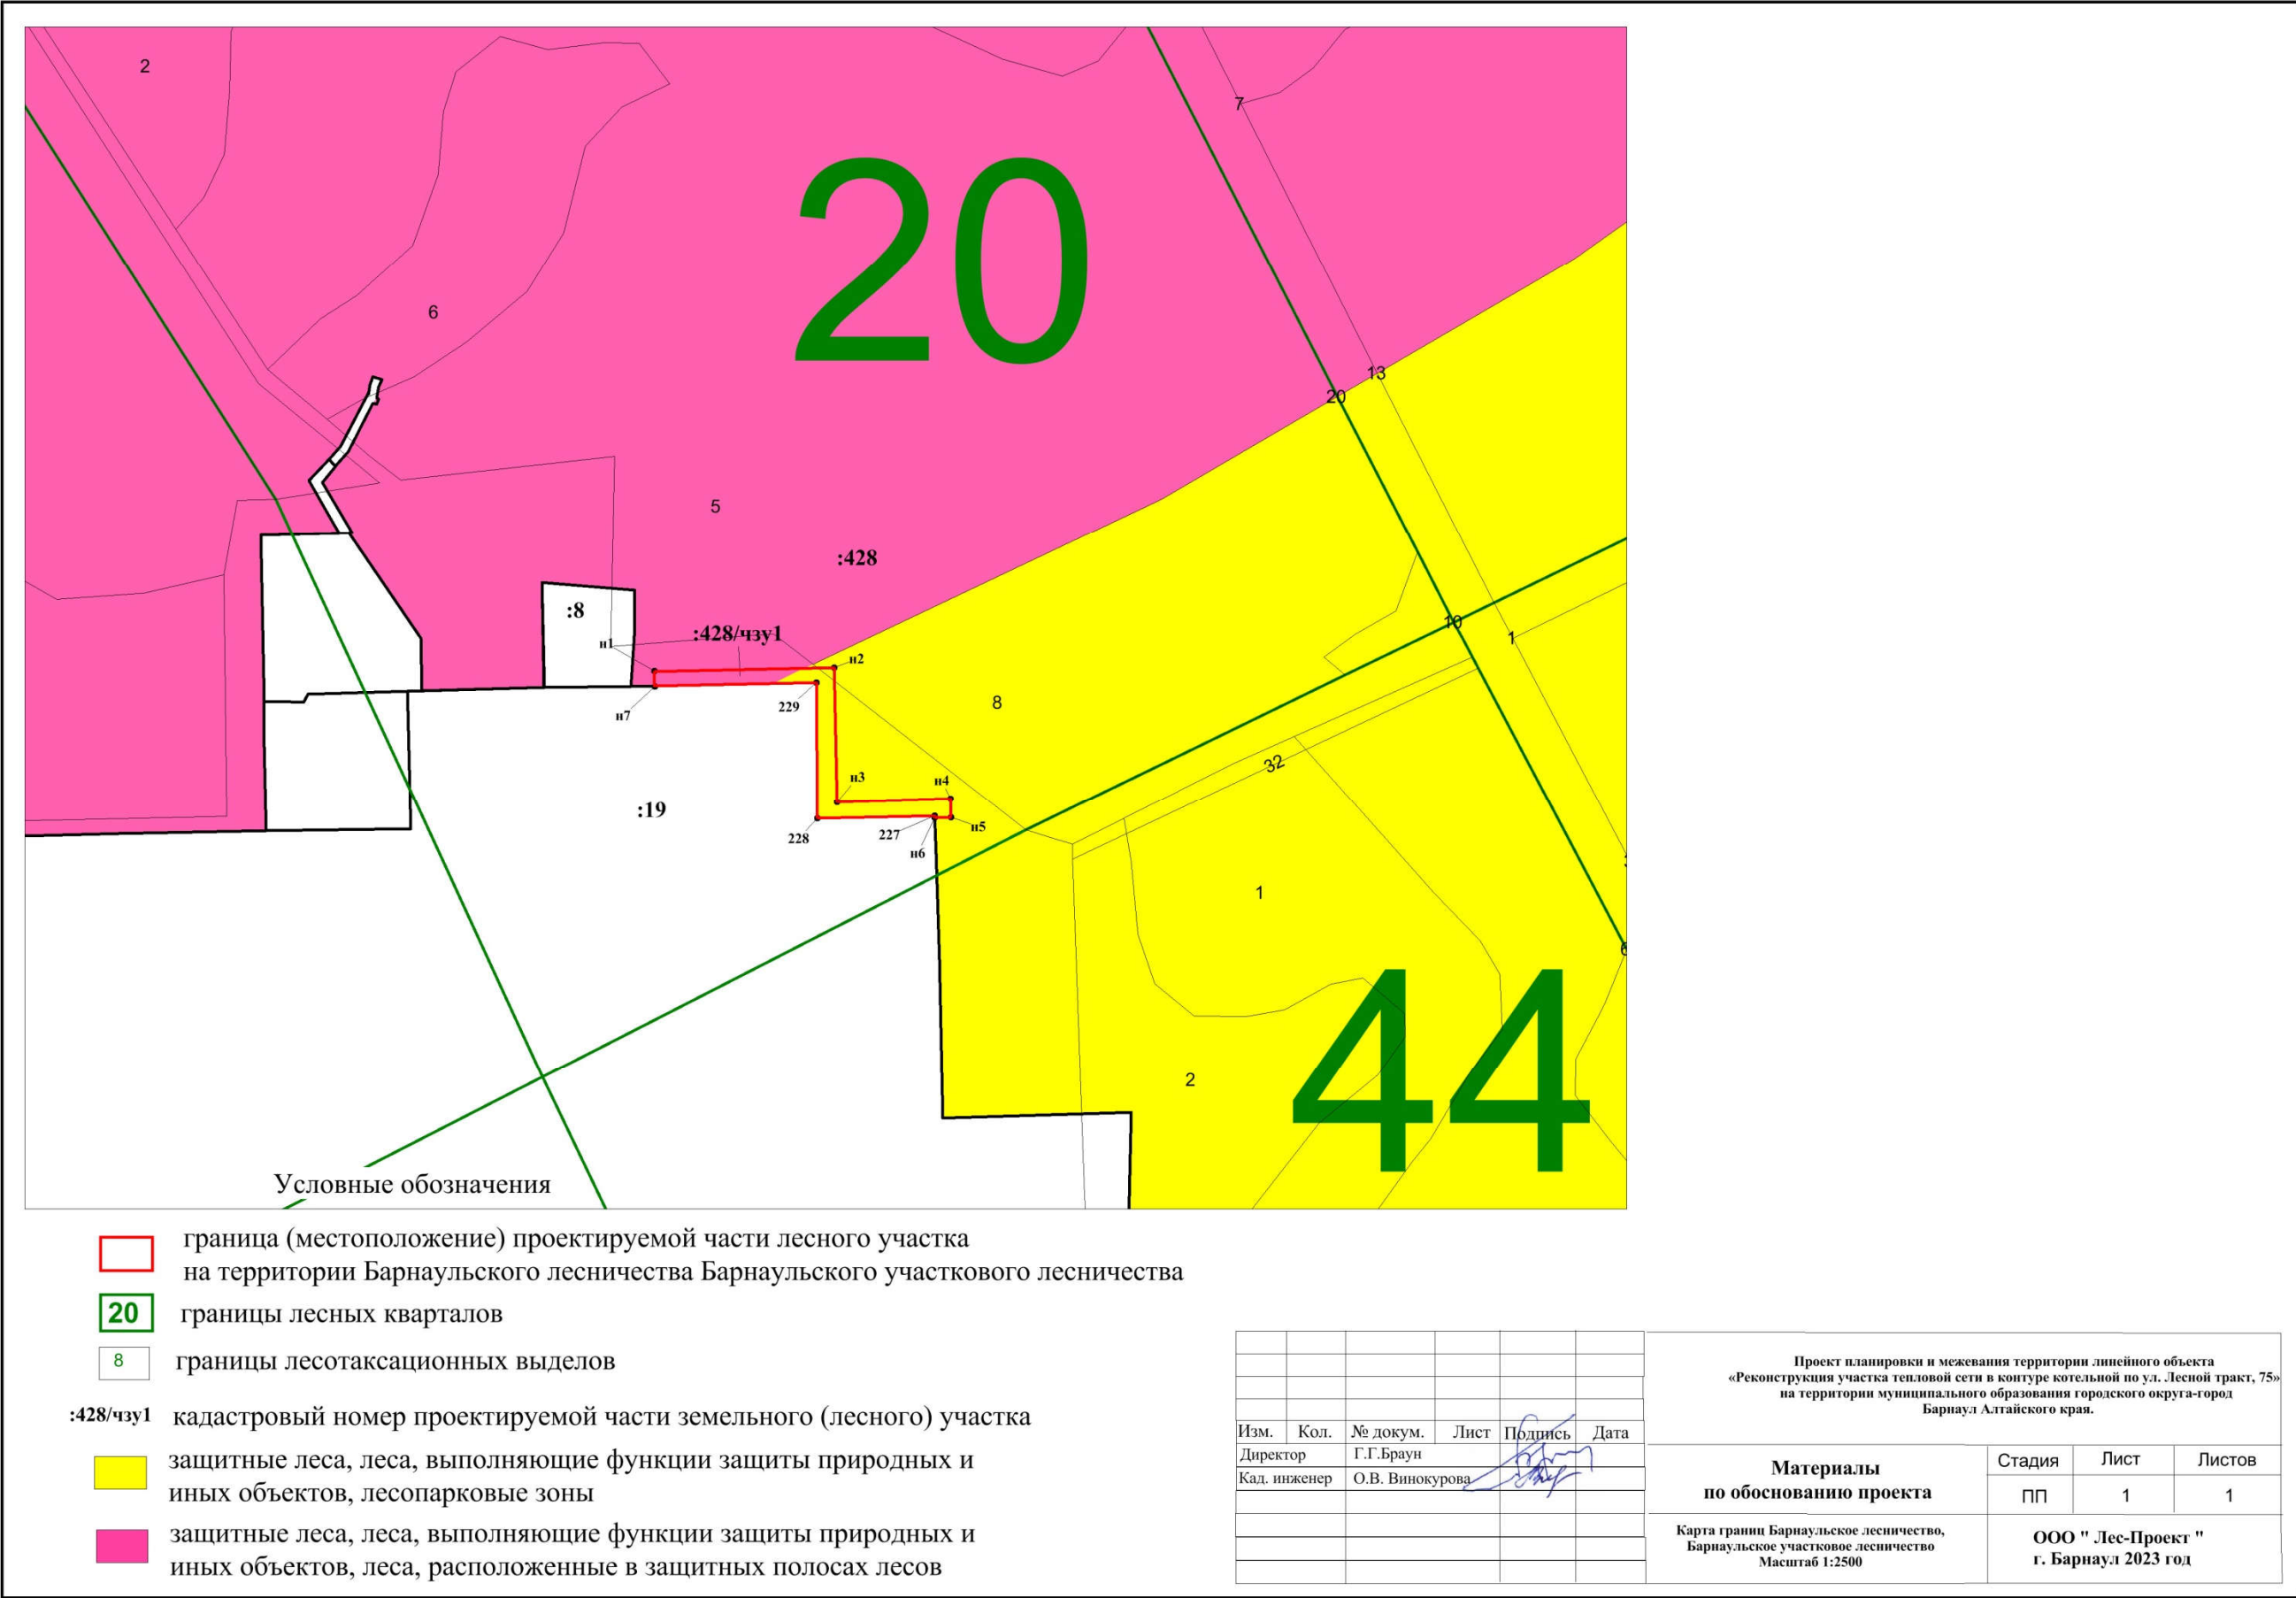 2
7
20
6
13
20
5
:428
:8
:428/чзу1
н1
н2
10
1
н7
229
8
32
н3
н4
:19
228
227
н5
н6
1
44
2
6
Условные обозначения
граница (местоположение) проектируемой части лесного участка
на территории Барнаульского лесничества Барнаульского участкового лесничества
20 границы лесных кварталов
8 границы лесотаксационных выделов
:428/чзу1 кадастровый номер проектируемой части земельного (лесного) участка
защитные леса, леса, выполняющие функции защиты природных и
иных объектов, лесопарковые зоны
защитные леса, леса, выполняющие функции защиты природных и
иных объектов, леса, расположенные в защитных полосах лесов
Изм. Кол. № докум. Лист Подпись Дата
Директор Г.Г.Браун
Кад. инженер О.В. Винокурова
Проект планировки и межевания территории линейного объекта
«Реконструкция участка тепловой сети в контуре котельной по ул. Лесной тракт, 75»
на территории муниципального образования городского округа-город
Барнаул Алтайского края.
Материалы
по обоснованию проекта
Стадия Лист Листов
ПП 1 1
Карта границ Барнаульское лесничество,
Барнаульское участковое лесничество
Масштаб 1:2500
ООО " Лес-Проект "
г. Барнаул 2023 год